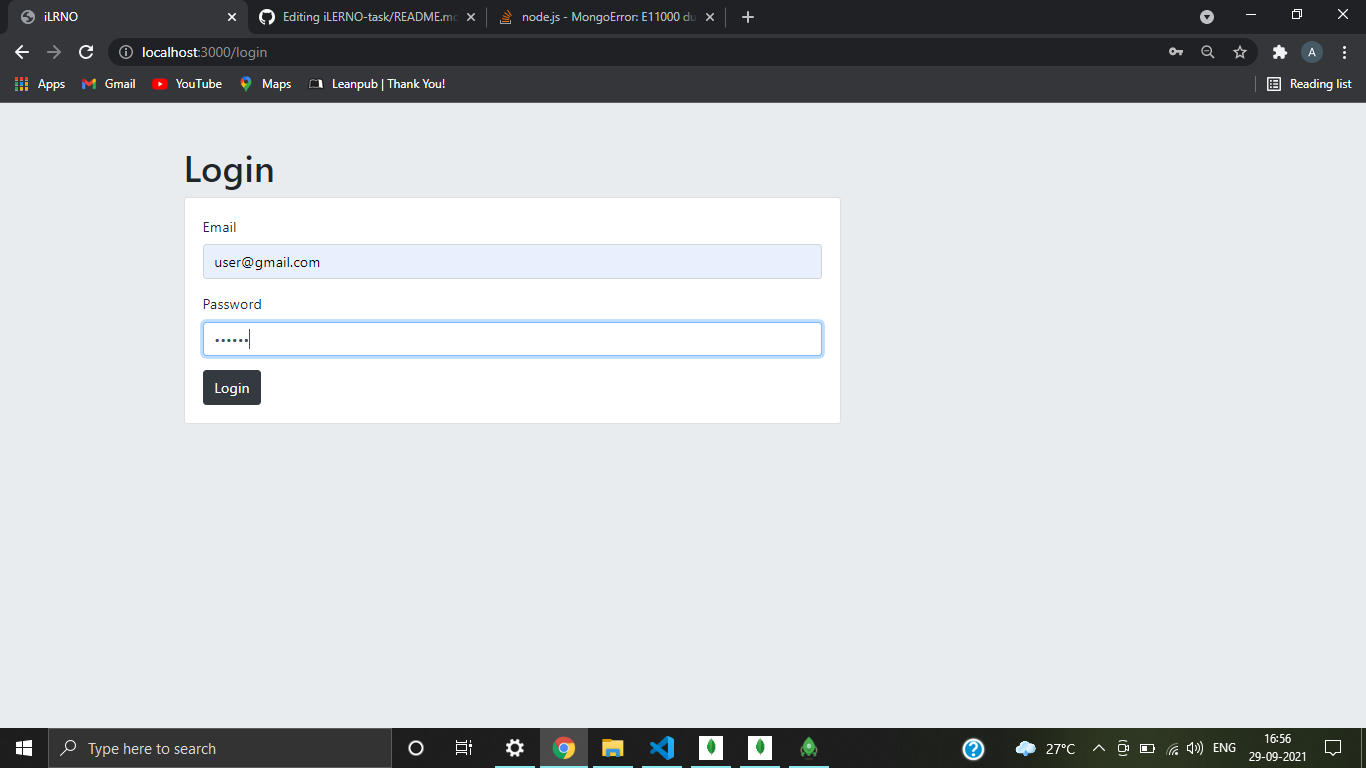 iLRNO
Editing iLERNO-task/README.mc
node.js - MongoError: E11000 du
localhost:3000/login
A
Apps
Gmail
YouTube
Maps
Leanpub | Thank You!
Reading list
Login
Email
user@gmail.com
Password
••••••
Login
Type here to search
27°C
ENG
16:56
29-09-2021